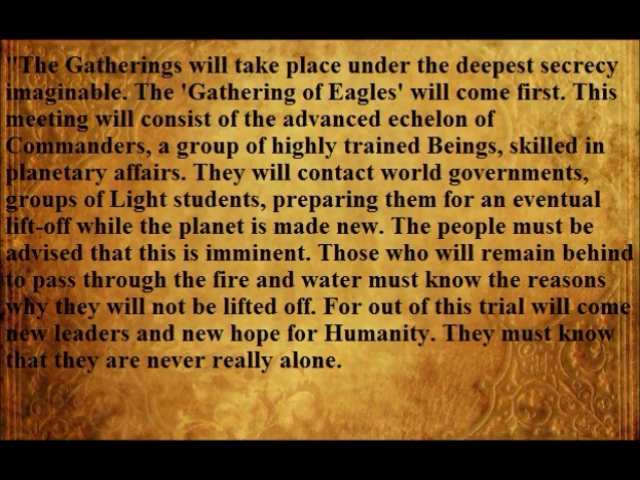 "The Gatherings will take place under the deepest secrecy
imaginable. The 'Gathering of Eagles' will come first. This
meeting will consist of the advanced echelon of
Commanders, a group of highly trained Beings, skilled in
planetary affairs. They will contact world governments,
groups of Light students, preparing them for an eventual
lift-off while the planet is made new. The people must be
advised that this is imminent. Those who will remain behind
to pass through the fire and water must know the reasons
why they will not be lifted off. For out of this trial will come
new leaders and new hope for Humanity. They must know
that they are never really alone.